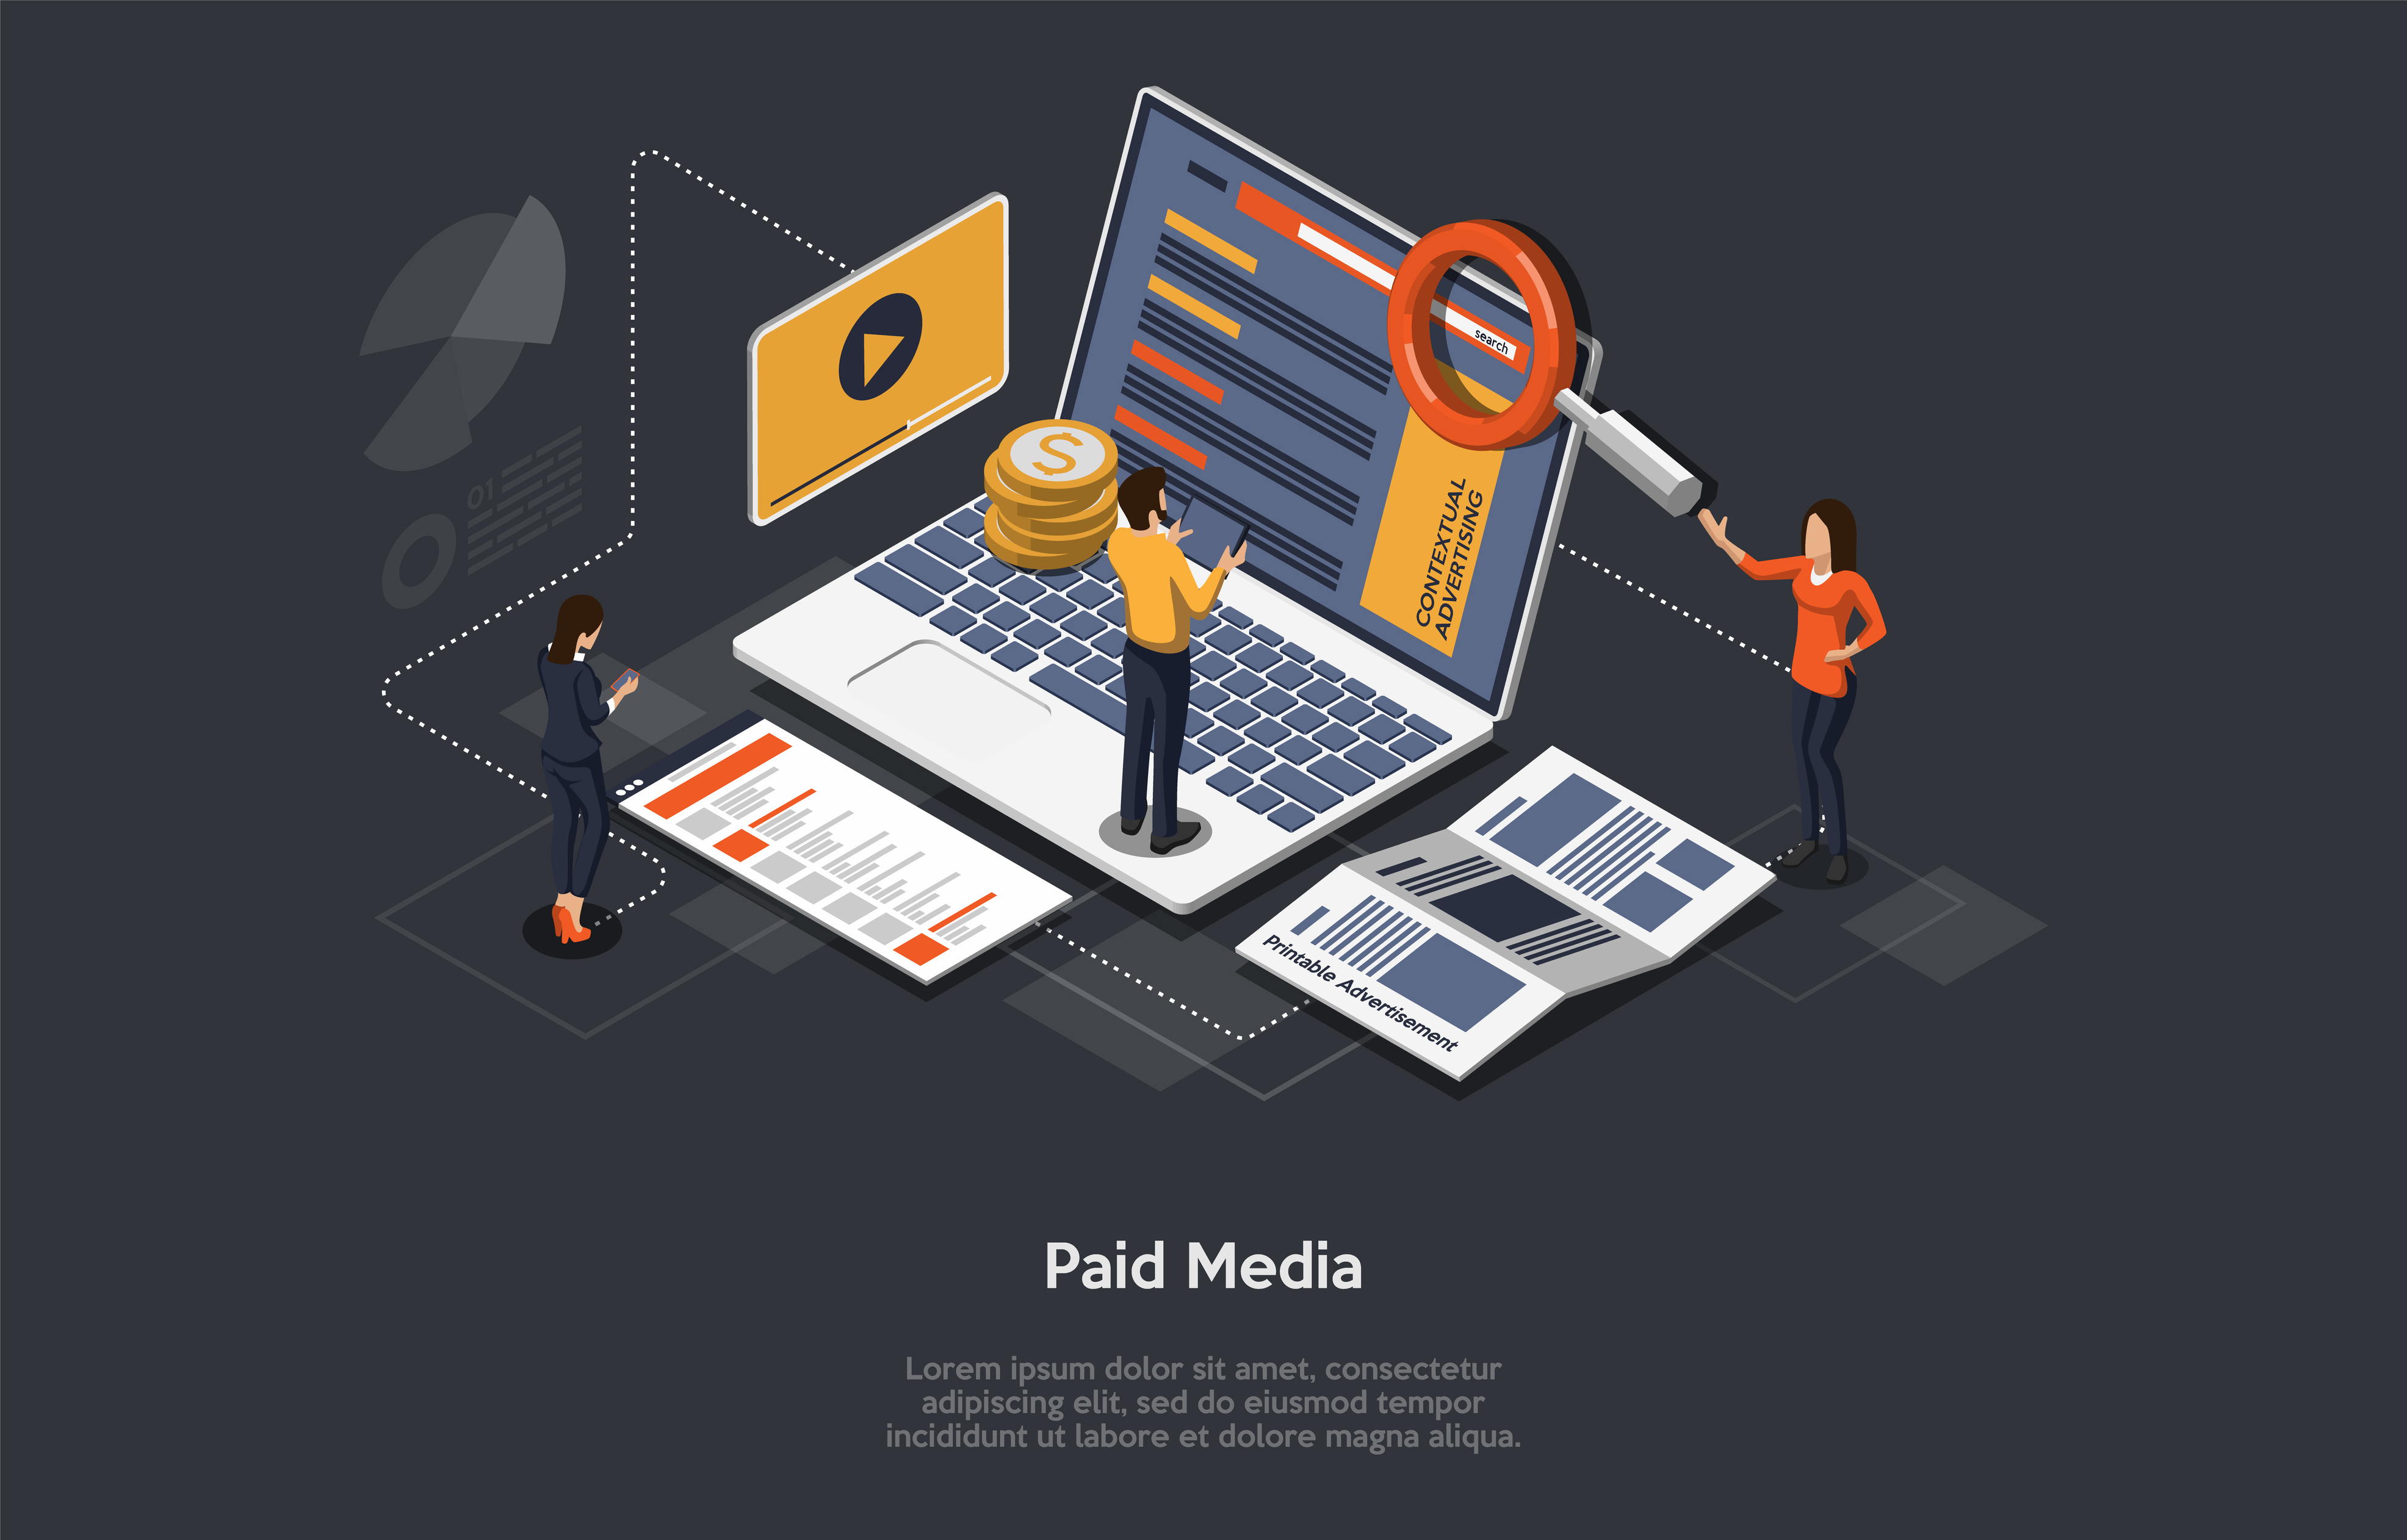 01
search
CONTEXTUAL
ADVERTISING
Printable Advertisement
Paid Media
Lorem ipsum dolor sit amet, consectetur
adipiscing elit, sed do eiusmod tempor
incididunt ut labore et dolore magna aliqua.